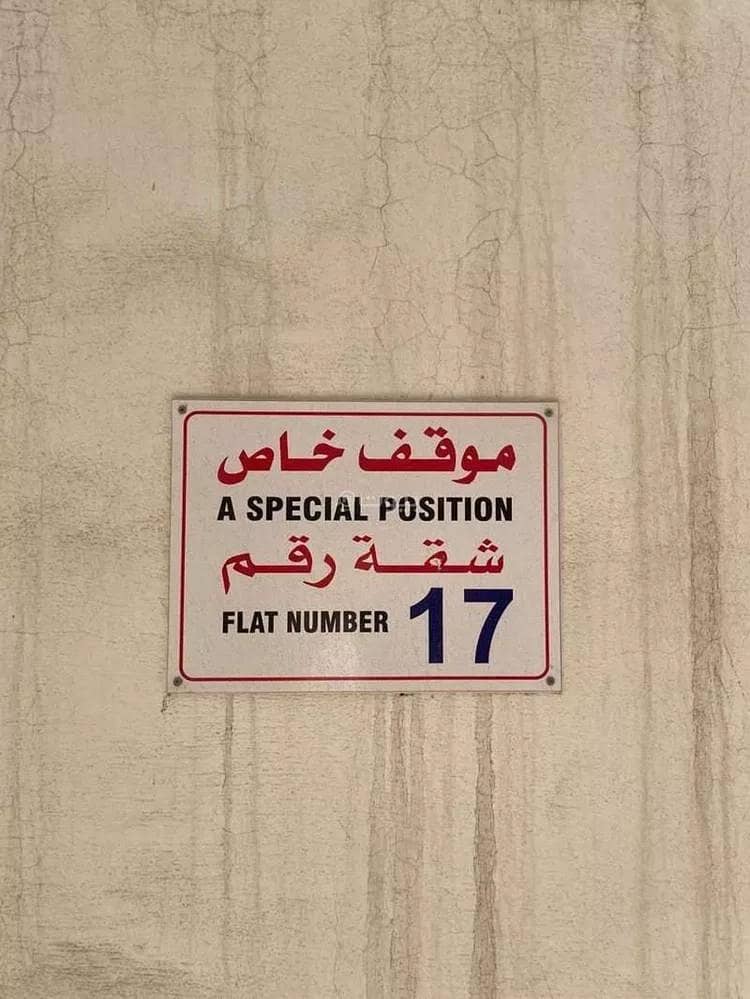 موقف خاص
A SPECIAL POSITION
شقة رقم
FLAT NUMBER 17